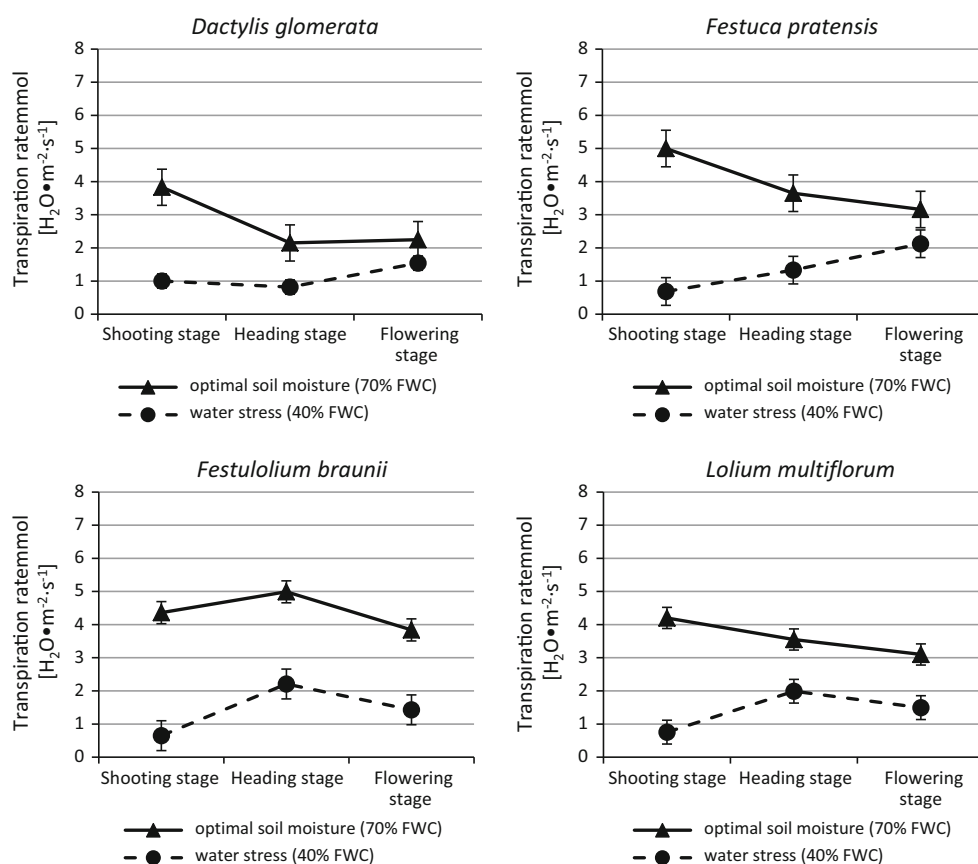 Dactylis glomerata
Transpiration ratemmol
[H₂O•m⁻²·s⁻¹]
8
7
6
5
4
3
2
1
0
Shooting stage Heading stage Flowering
stage
optimal soil moisture (70% FWC)
water stress (40% FWC)
Festuca pratensis
Transpiration ratemmol
[H₂O•m⁻²·s⁻¹]
8
7
6
5
4
3
2
1
0
Shooting stage Heading stage Flowering
stage
optimal soil moisture (70% FWC)
water stress (40% FWC)
Festulolium braunii
Transpiration ratemmol
[H₂O•m⁻²·s⁻¹]
8
7
6
5
4
3
2
1
0
Shooting stage Heading stage Flowering
stage
optimal soil moisture (70% FWC)
water stress (40% FWC)
Lolium multiflorum
Transpiration ratemmol
[H₂O•m⁻²·s⁻¹]
8
7
6
5
4
3
2
1
0
Shooting stage Heading stage Flowering
stage
optimal soil moisture (70% FWC)
water stress (40% FWC)